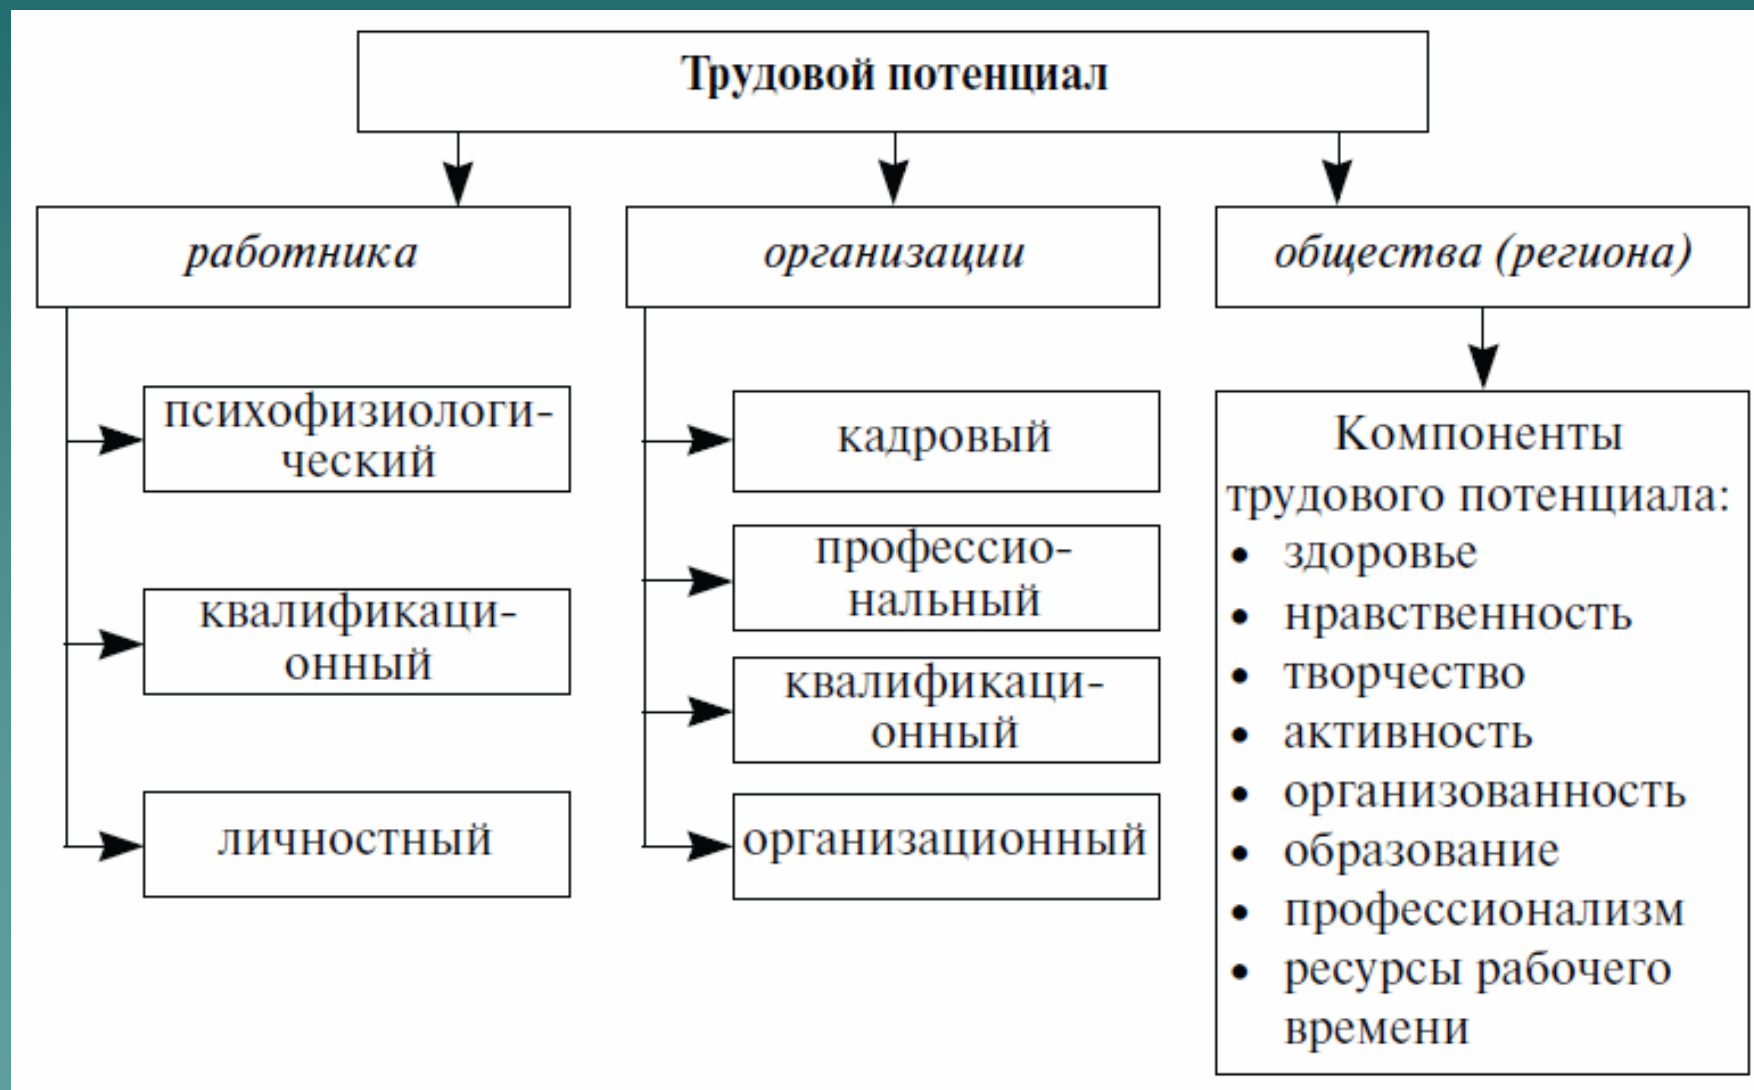 Трудовой потенциал
работника
психофизиологи-
ческий
квалификаци-
онный
личностный
организации
кадровый
профессио-
нальный
квалификаци-
онный
организационный
общества (региона)
Компоненты
трудового потенциала:
• здоровье
• нравственность
• творчество
• активность
• организованность
• образование
• профессионализм
• ресурсы рабочего
времени